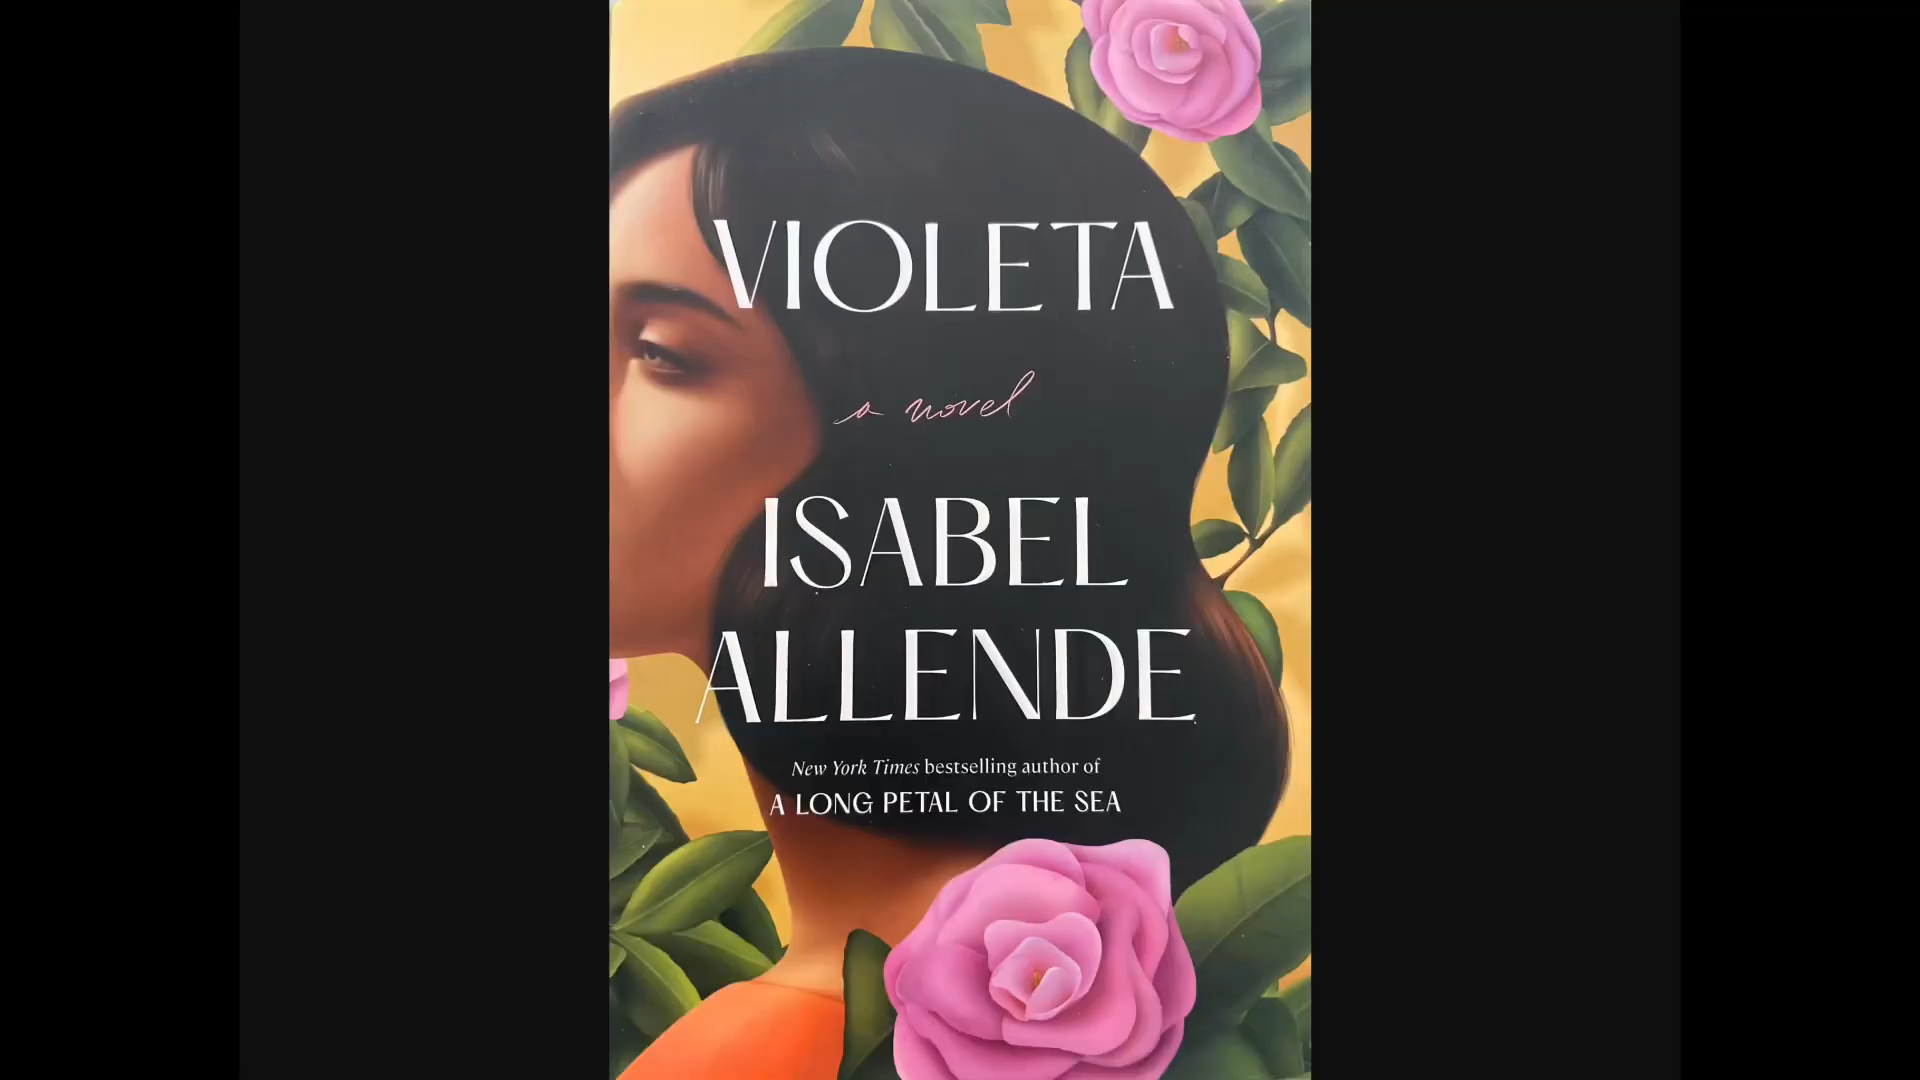 VIOLETA
a novel
ISABEL
ALLENDE
New York Times bestselling author of
A LONG PETAL OF THE SEA